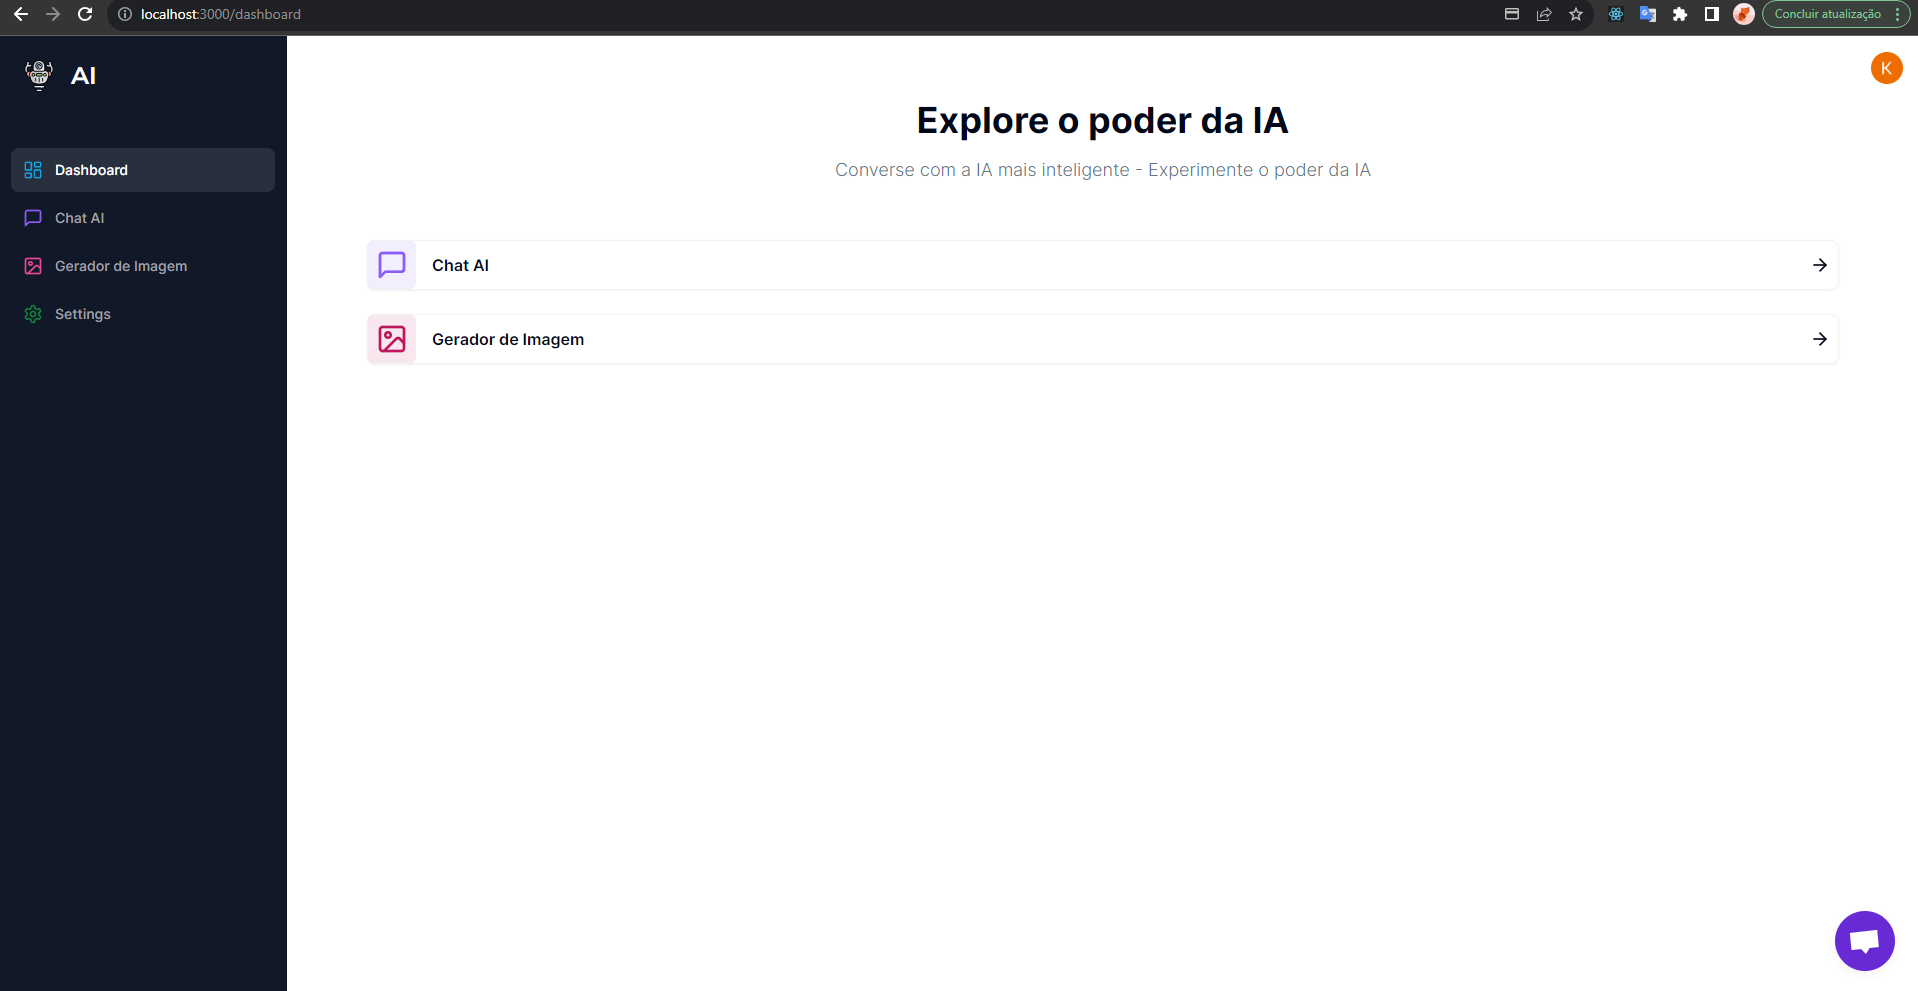 localhost:3000/dashboard
Concluir atualização
AI
K
Explore o poder da IA
Converse com a IA mais inteligente - Experimente o poder da IA
Dashboard
Chat AI
Gerador de Imagem
Settings
Chat AI
Gerador de Imagem